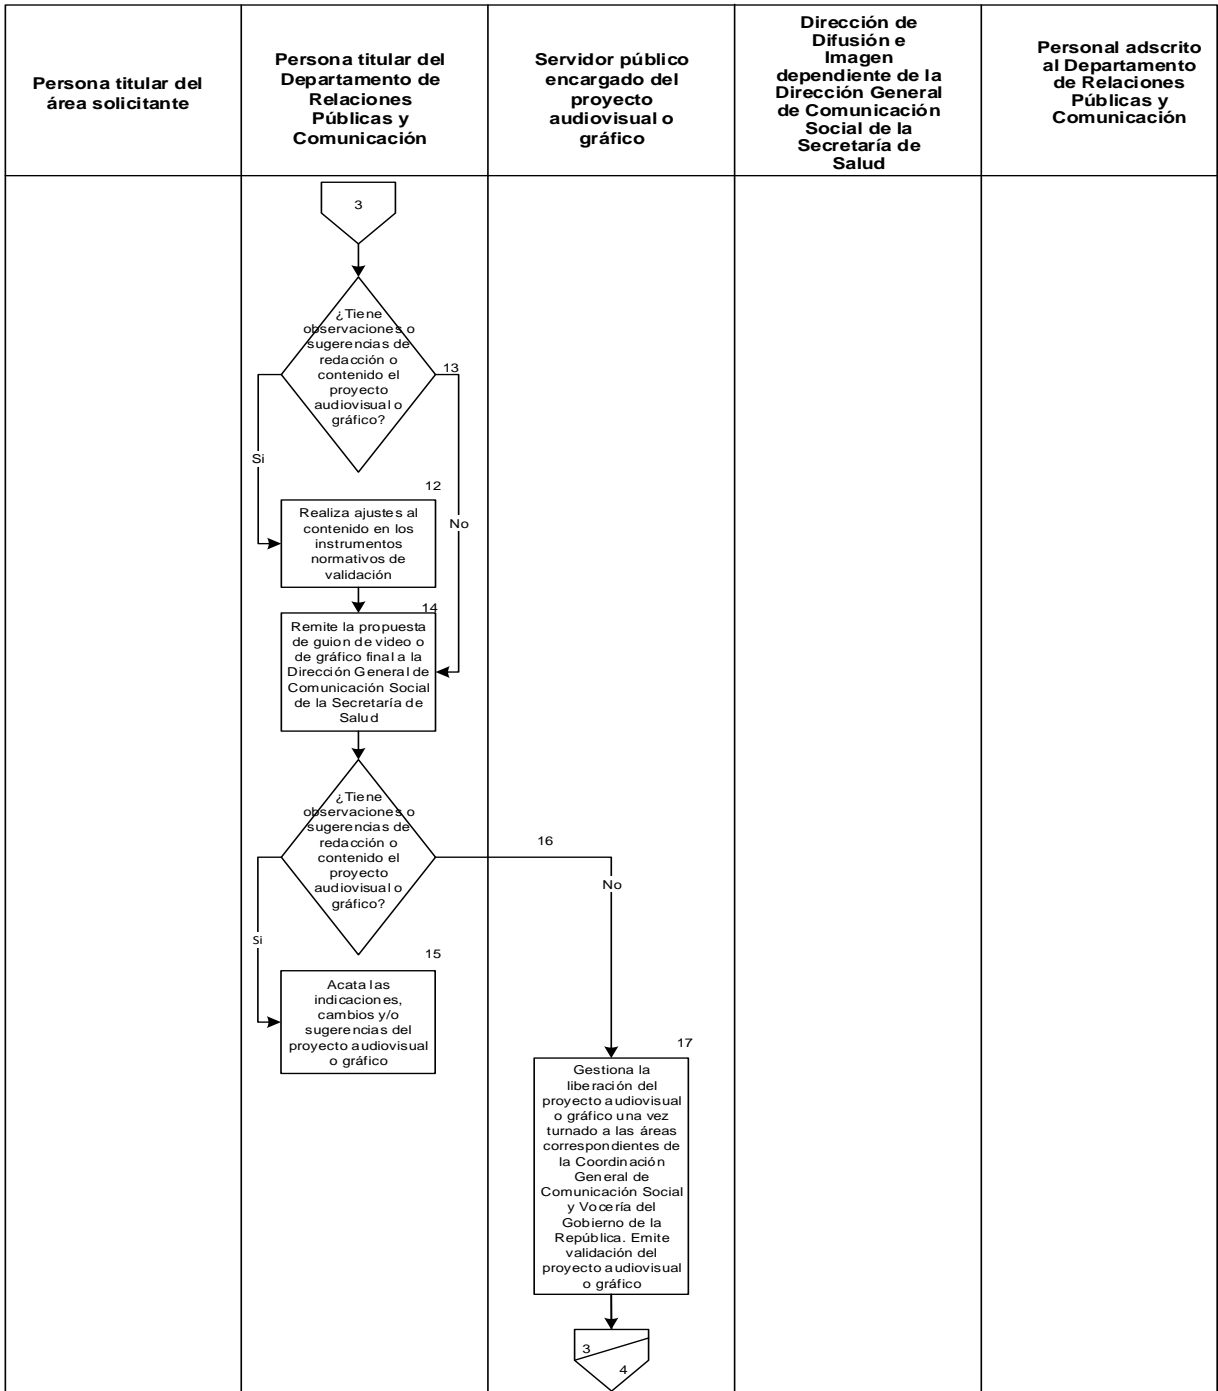 Persona titular del
área solicitante
Persona titular del
Departamento de
Relaciones
Públicas y
Comunicación
Servidor público
encargado del
proyecto
audiovisual o
gráfico
Dirección de
Difusión e
Imagen
dependiente de la
Dirección General
de Comunicación
Social de la
Secretaría de
Salud
Personal adscrito
al Departamento
de Relaciones
Públicas y
Comunicación
3
¿Tiene
observaciones o
sugerencias de
redacción o
contenido el
proyecto
audiovisual o
gráfico?
13
Si
No
12
Realiza ajustes al
contenido en los
instrumentos
normativos de
validación
14
Remite la propuesta
de guion de video o
de gráfico final a la
Dirección General de
Comunicación Social
de la Secretaría de
Salud
¿Tiene
observaciones o
sugerencias de
redacción o
contenido el
proyecto
audiovisual o
gráfico?
16
No
Si
15
Acata las
indicaciones,
cambios y/o
sugerencias del
proyecto audiovisual
o gráfico
17
Gestiona la
liberación del
proyecto audiovisual
o gráfico una vez
turnado a las áreas
correspondientes de
la Coordinación
General de
Comunicación Social
y Vocería del
Gobierno de la
República. Emite
validación del
proyecto audiovisual
o gráfico
3
4